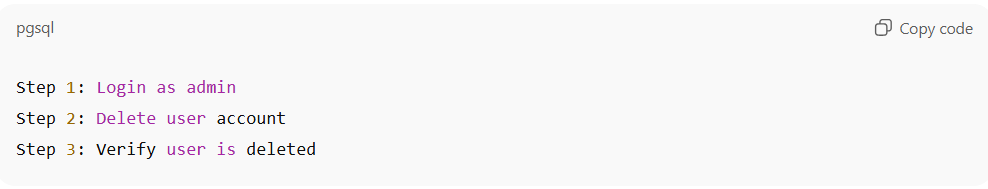 pgsql
Copy code
Step 1: Login as admin
Step 2: Delete user account
Step 3: Verify user is deleted